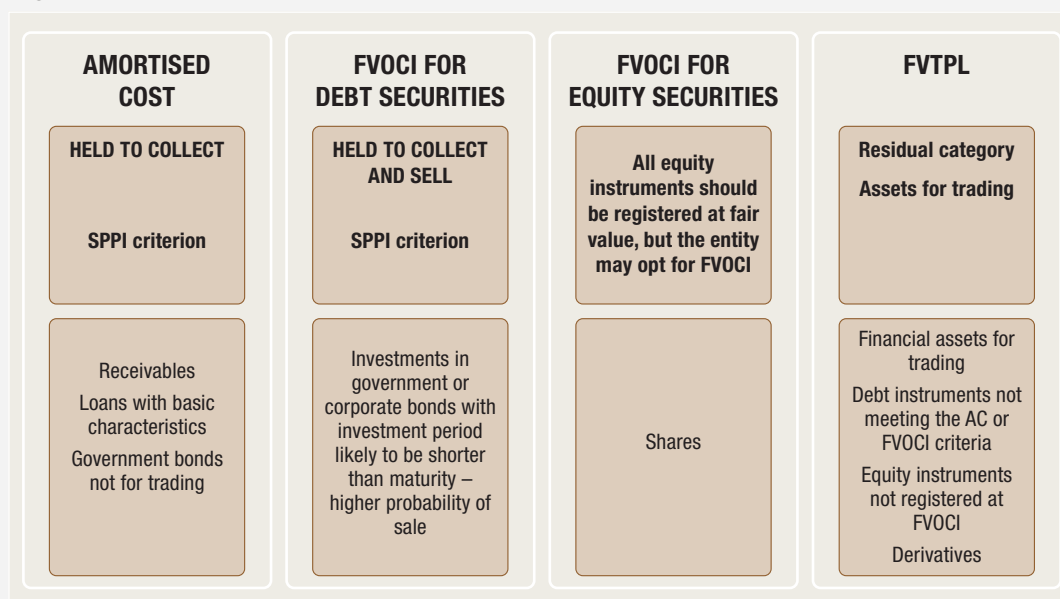 AMORTISED
COST
HELD TO COLLECT
SPPI criterion
Receivables
Loans with basic
characteristics
Government bonds
not for trading
FVOCI FOR
DEBT SECURITIES
HELD TO COLLECT
AND SELL
SPPI criterion
Investments in
government or
corporate bonds with
investment period
likely to be shorter
than maturity –
higher probability of
sale
FVOCI FOR
EQUITY SECURITIES
All equity
instruments should
be registered at fair
value, but the entity
may opt for FVOCI
Shares
FVTPL
Residual category
Assets for trading
Financial assets for
trading
Debt instruments not
meeting the AC or
FVOCI criteria
Equity instruments
not registered at
FVOCI
Derivatives